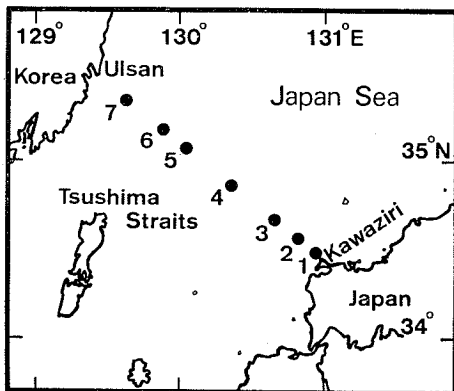 129° 130° 131°E
Korea Ulsan
Japan Sea
7
6
5
35°N
4
Tsushima
Straits
3
2
1
Kawaziri
Japan
34°